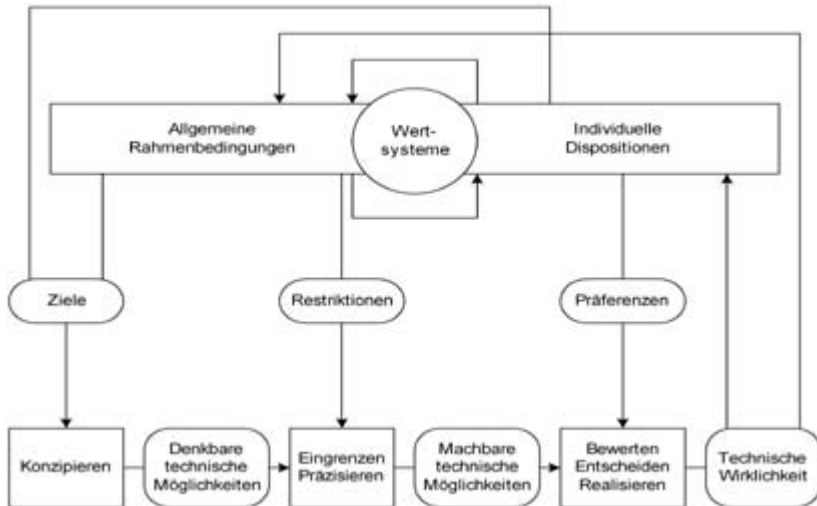 Allgemeine
Rahmenbedingungen
Wert-
systeme
Individuelle
Dispositionen
Ziele
Restriktionen
Präferenzen
Konzipieren
Denkbare
technische
Möglichkeiten
Eingrenzen
Präzisieren
Machbare
technische
Möglichkeiten
Bewerten
Entscheiden
Realisieren
Technische
Wirklichkeit